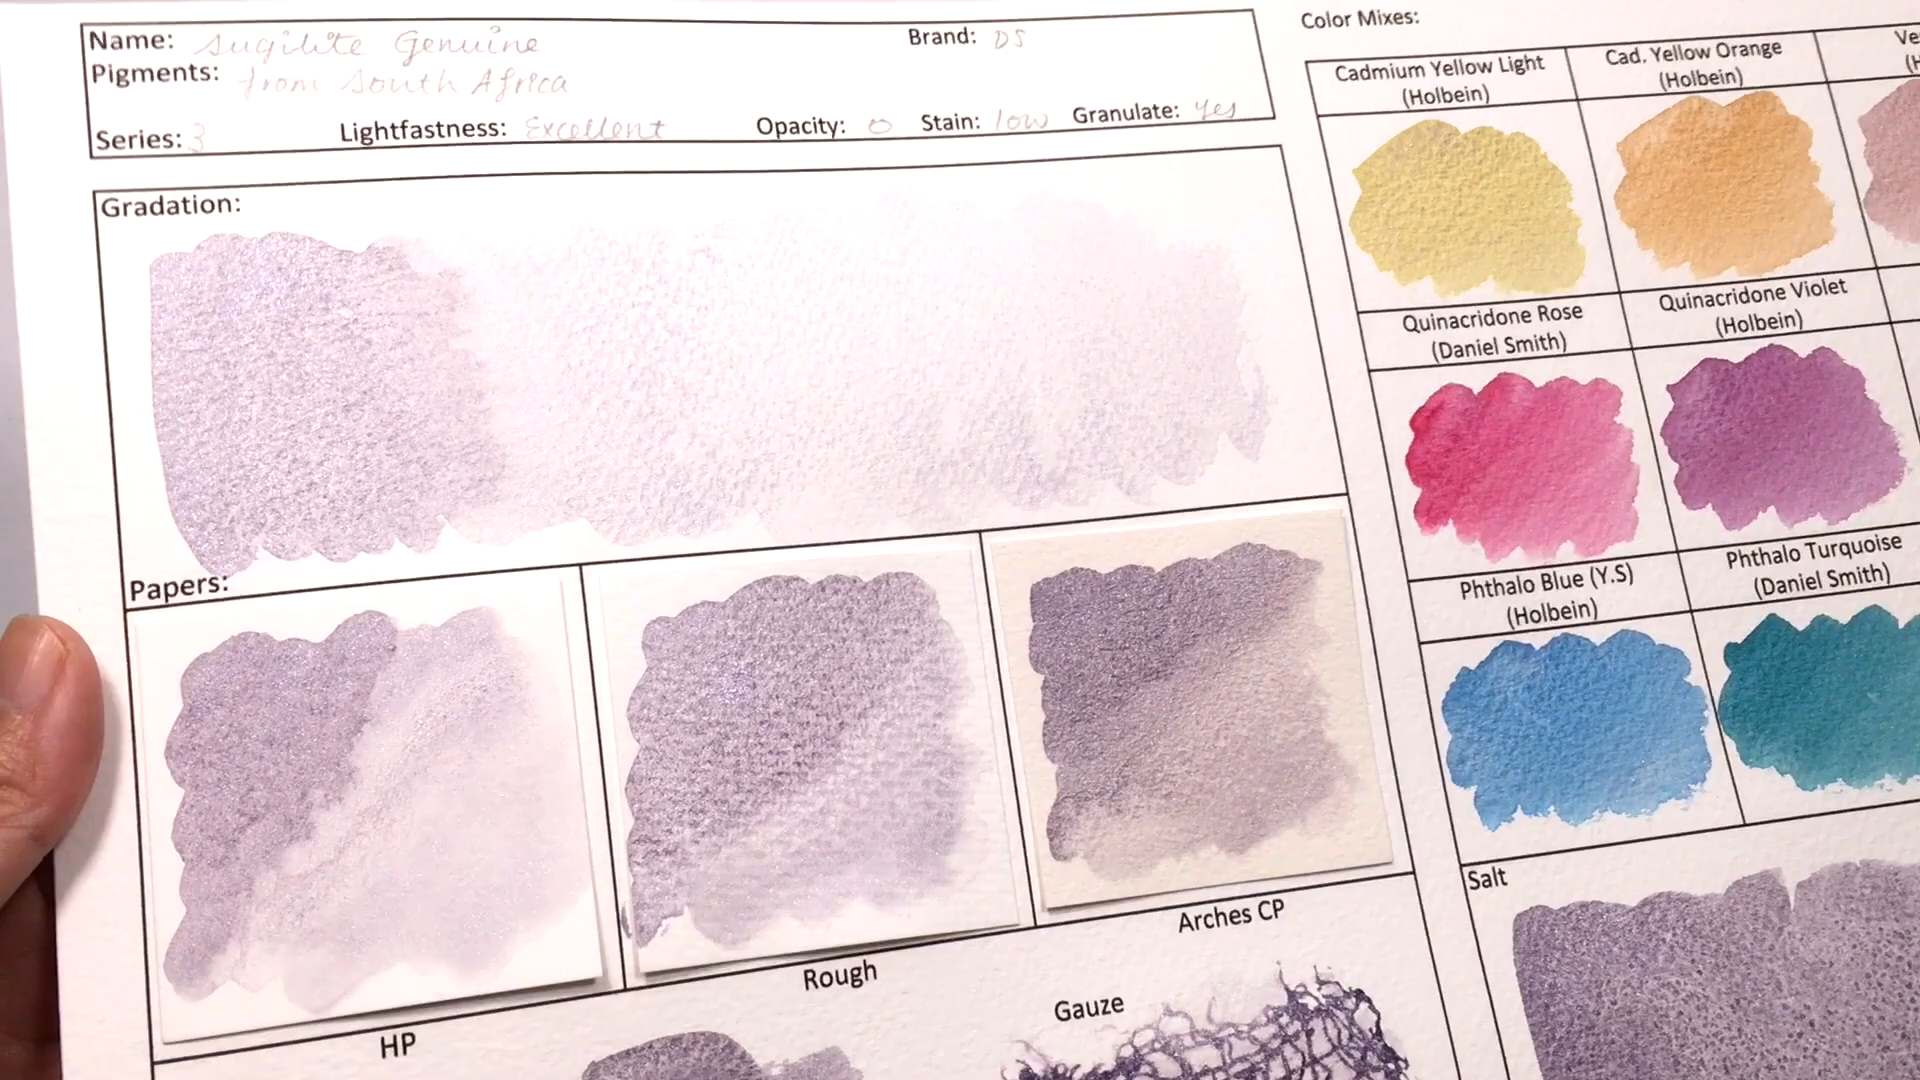 Name: Sugilite Genuine Brand: DS
Pigments: from South Africa
Series: 3 Lightfastness: Excellent Opacity: O Stain: low Granulate: yes
Gradation:
Papers:
HP
Rough
Arches CP
Gauze
Color Mixes:
Cadmium Yellow Light
(Holbein)
Cad. Yellow Orange
(Holbein)
Quinacridone Rose
(Daniel Smith)
Quinacridone Violet
(Holbein)
Phthalo Blue (Y.S)
(Holbein)
Phthalo Turquoise
(Daniel Smith)
Salt